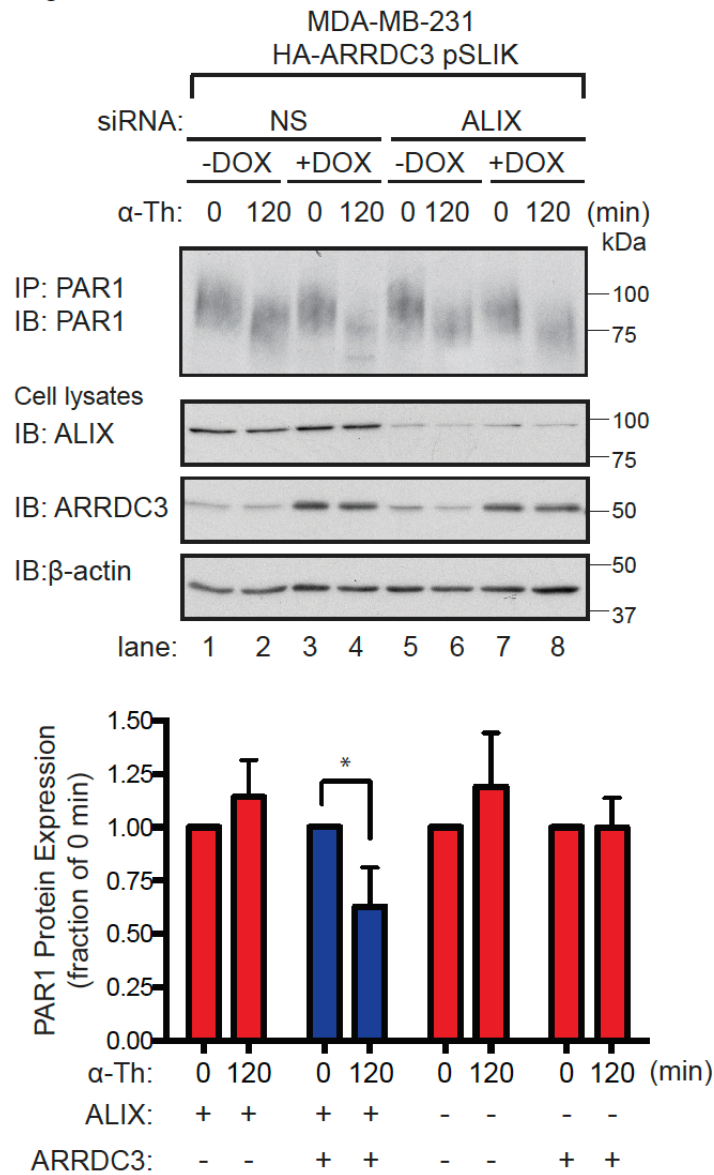 MDA-MB-231
HA-ARRDC3 pSLIK
siRNA: NS ALIX
-DOX +DOX -DOX +DOX
α-Th: 0 120 0 120 0 120 0 120 (min)
kDa
IP: PAR1
IB: PAR1
100
75
Cell lysates
IB: ALIX
100
75
IB: ARRDC3
50
IB:β-actin
50
37
lane: 1 2 3 4 5 6 7 8
PAR1 Protein Expression
(fraction of 0 min)
1.50
1.25
1.00
0.75
0.50
0.25
0.00
*
α-Th: 0 120 0 120 0 120 0 120 (min)
ALIX: + + + + - - - -
ARRDC3: - - + + - - + +